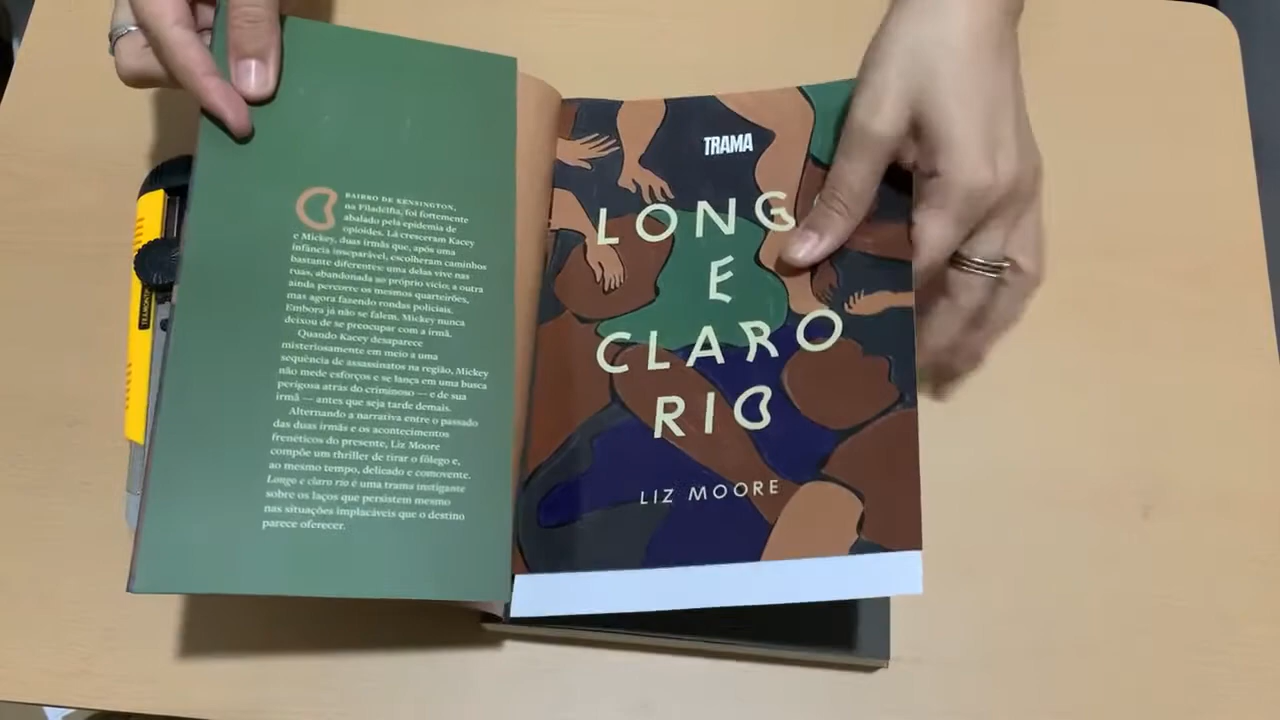 O BAIRRO DE KENSINGTON,
na Filadélfia, foi fortemente
abalado pela epidemia de
opioides. Lá cresceram Kacey
e Mickey, duas irmãs que, após uma
infância inseparável, escolheram caminhos
bastante diferentes: uma delas vive nas
ruas, abandonada ao próprio vício; a outra
ainda percorre os mesmos quarteirões,
mas agora fazendo rondas policiais.
Embora já não se falem, Mickey nunca
deixou de se preocupar com a irmã.
Quando Kacey desaparece
misteriosamente em meio a uma
sequência de assassinatos na região, Mickey
não mede esforços e se lança em uma busca
perigosa atrás do criminoso — e de sua
irmã — antes que seja tarde demais.
Alternando a narrativa entre o passado
das duas irmãs e os acontecimentos
frenéticos do presente, Liz Moore
compõe um thriller de tirar o fôlego e,
ao mesmo tempo, delicado e comovente.
Longo e claro rio é uma trama instigante
sobre os laços que persistem mesmo
nas situações implacáveis que o destino
parece oferecer.
TRAMA
LONG
E
CLARO
RIO
LIZ MOORE
TRAMONTINA